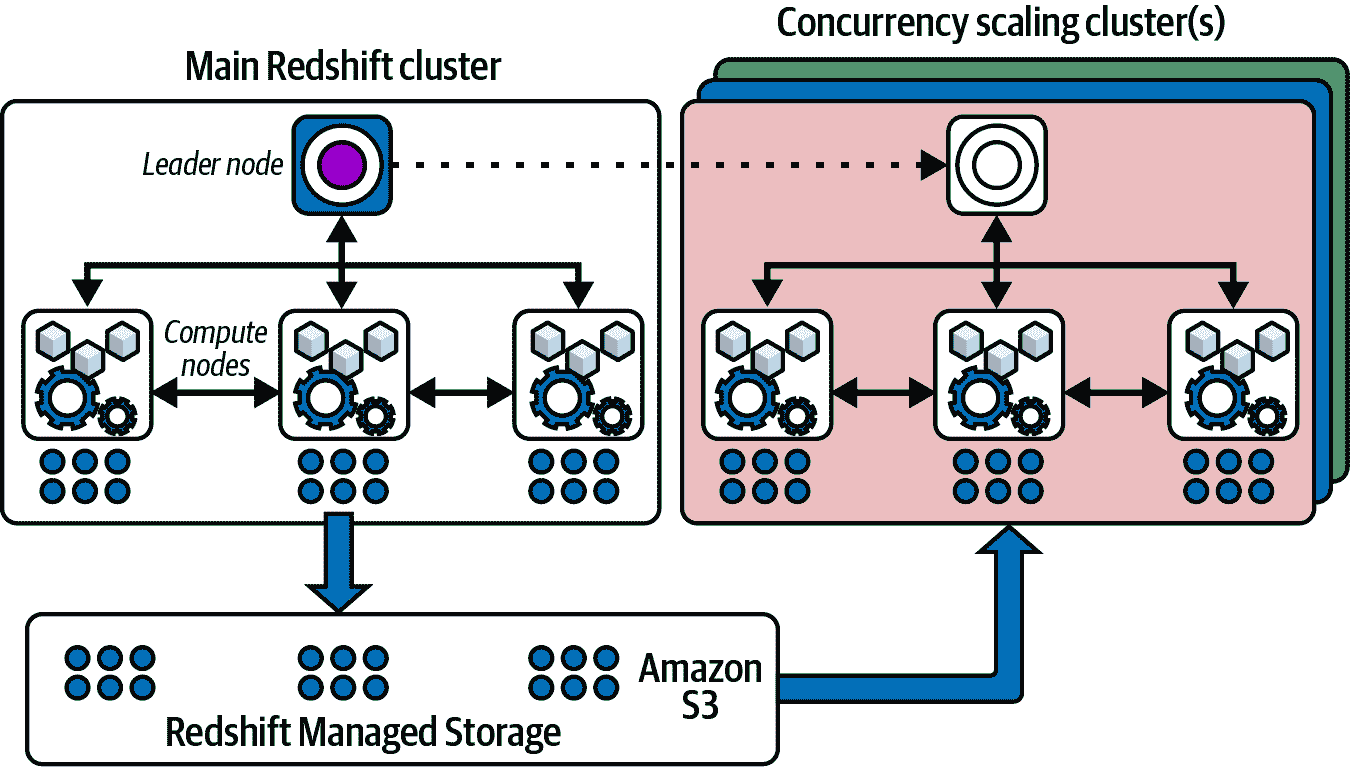 Concurrency scaling cluster(s)
Main Redshift cluster
Leader node
Compute
nodes
Amazon
S3
Redshift Managed Storage